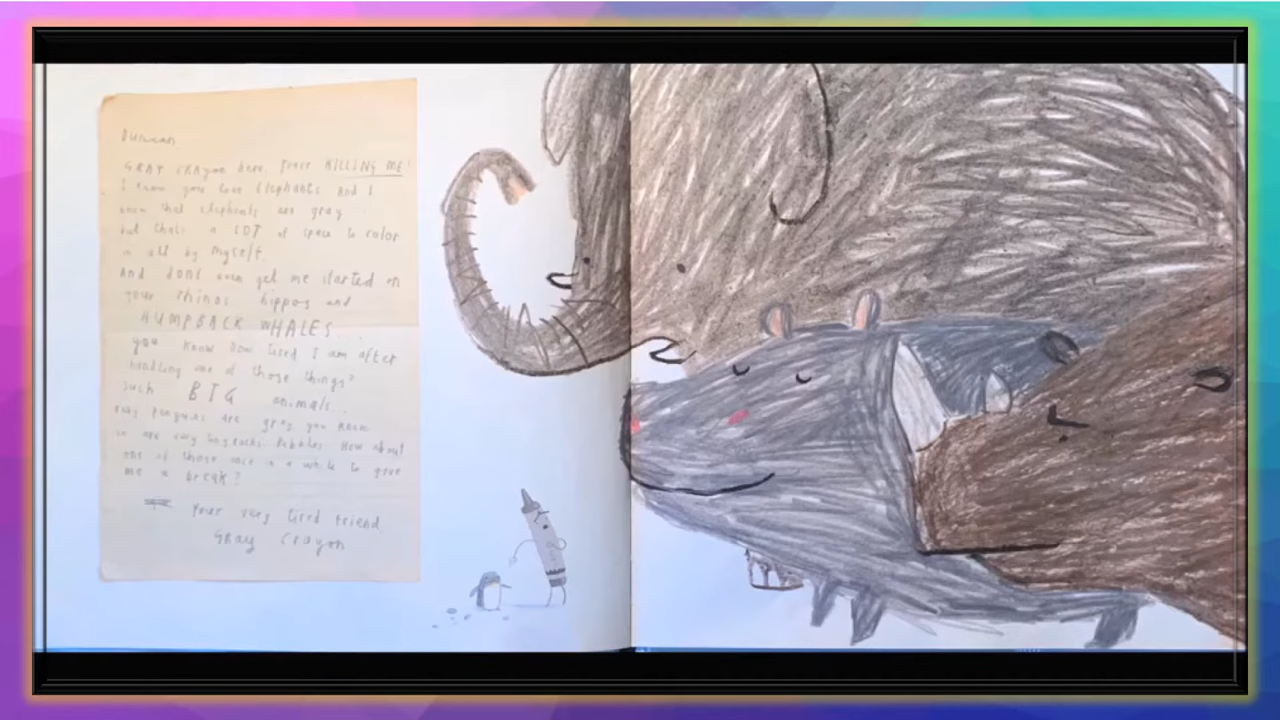 Duncan
GRAY crayon here. You're KILLING ME!
I know you love Elephants. And I
know that elephants are gray...
but that's a LOT of space to color
in all by myself.
And don't even get me started on
your rhinos, hippos and
HUMPBACK WHALES...
you know how tired I am after
handling one of those things?
Such BIG animals...
Baby Penguins are gray, you know.
So are very tiny rocks. Pebbles. How about
one of those once in a while to give
me a break?
Your very tired friend,
Gray Crayon